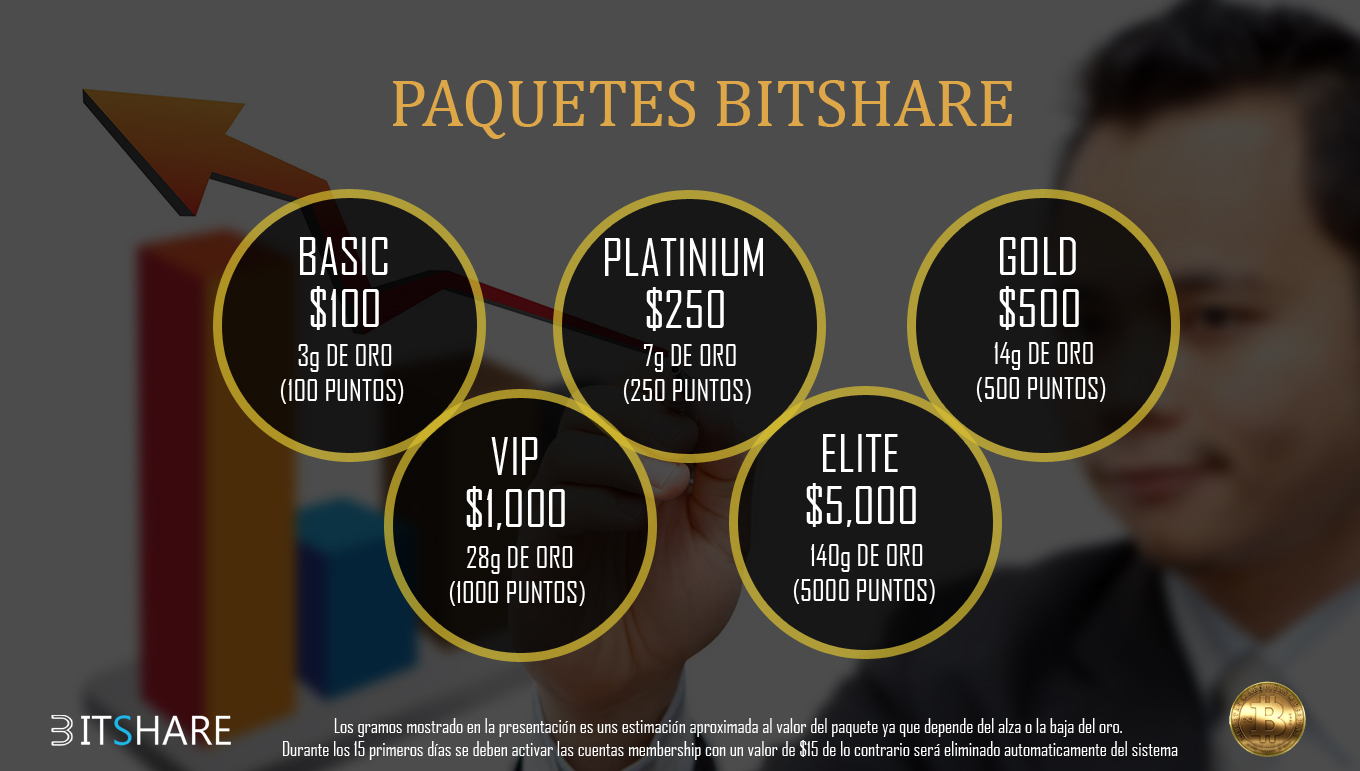 PAQUETES BITSHARE
BASIC
$100
3g DE ORO
(100 PUNTOS)
PLATINIUM
$250
7g DE ORO
(250 PUNTOS)
GOLD
$500
14g DE ORO
(500 PUNTOS)
VIP
$1,000
28g DE ORO
(1000 PUNTOS)
ELITE
$5,000
140g DE ORO
(5000 PUNTOS)
BITSHARE
Los gramos mostrado en la presentación es uns estimación aproximada al valor del paquete ya que depende del alza o la baja del oro.
Durante los 15 primeros días se deben activar las cuentas membership con un valor de $15 de lo contrario será eliminado automaticamente del sistema